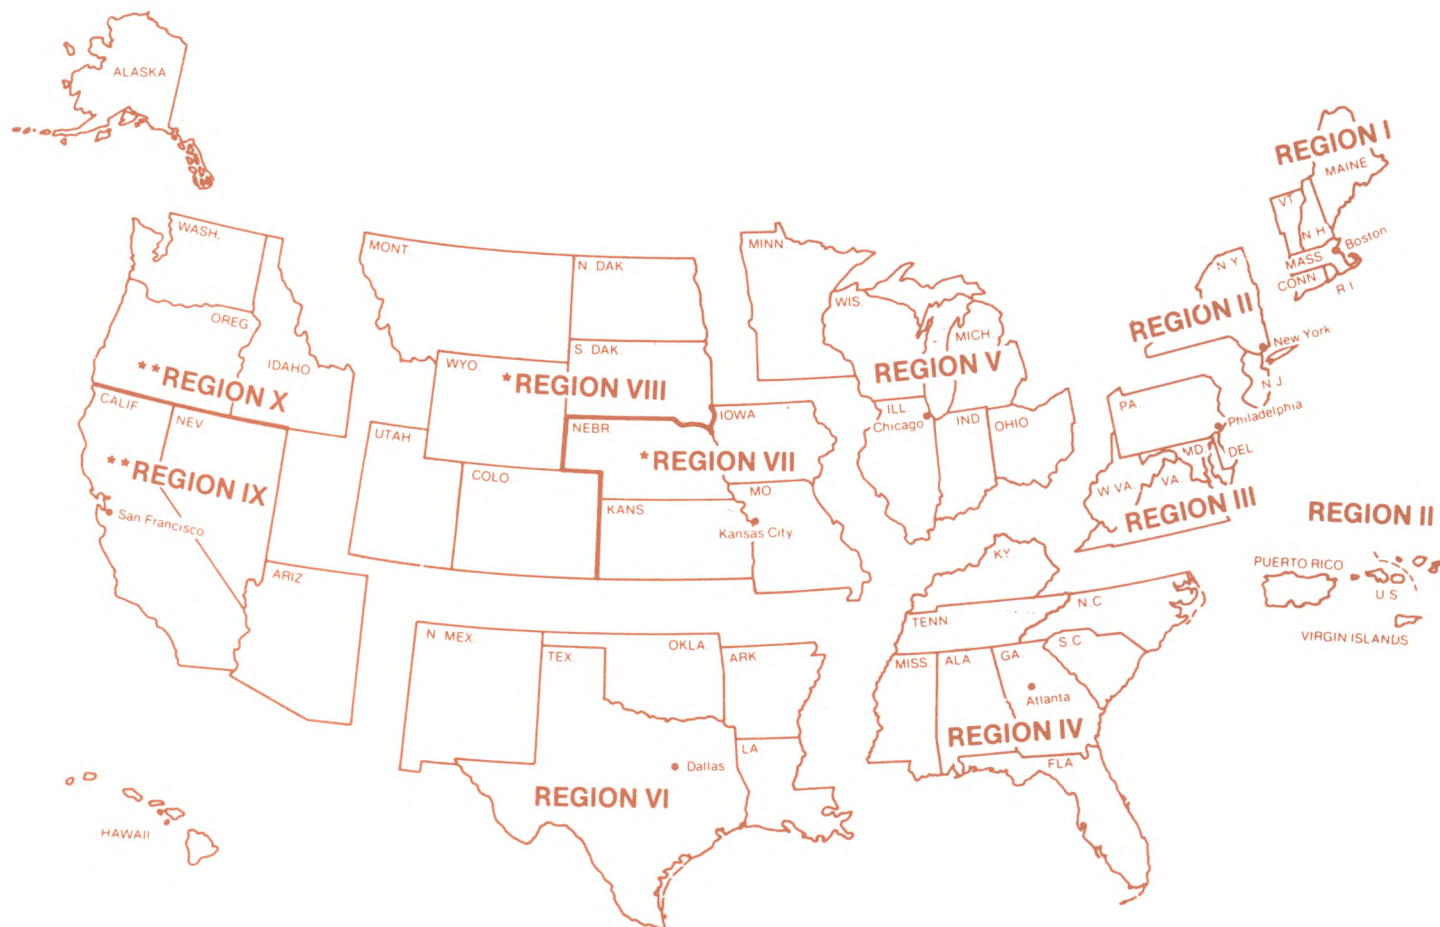 ALASKA
REGION I
MAINE
VT
N H
Boston
MASS
CONN
R I
WASH.
OREG.
IDAHO
**REGION X
MONT.
N. DAK
S. DAK.
WYO.
*REGION VIII
UTAH
COLO.
MINN.
WIS.
MICH.
REGION V
ILL.
Chicago
IND
OHIO
N Y
REGION II
New York
N J
PA.
Philadelphia
MD.
DEL
W VA.
VA.
REGION III
CALIF
NEV
**REGION IX
San Francisco
ARIZ
NEBR.
IOWA
*REGION VII
KANS
MO.
Kansas City
REGION II
PUERTO RICO
U S
VIRGIN ISLANDS
KY
TENN.
N.C
S.C
MISS.
ALA
GA.
Atlanta
REGION IV
FLA
N. MEX.
TEX.
OKLA.
ARK
LA.
Dallas
REGION VI
HAWAII